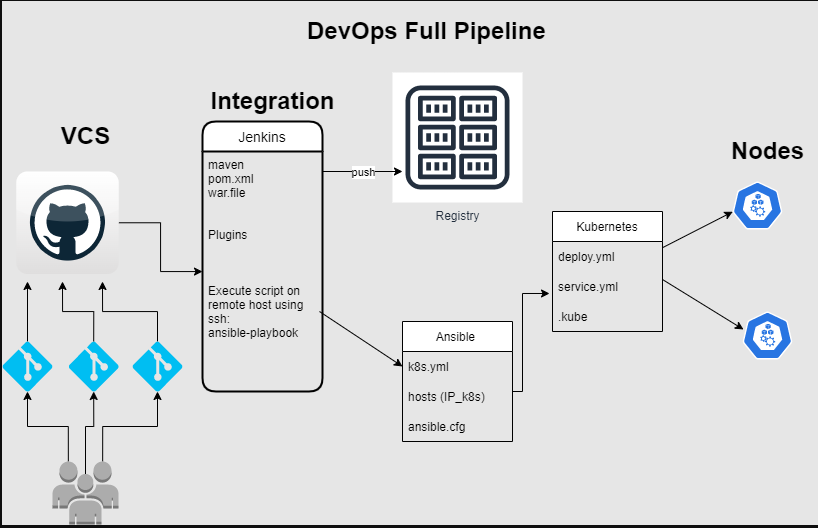 DevOps Full Pipeline
Integration
VCS
Jenkins
maven
pom.xml
war.file
Plugins
Execute script on
remote host using
ssh:
ansible-playbook
push
Registry
Nodes
Kubernetes
deploy.yml
service.yml
.kube
Ansible
k8s.yml
hosts (IP_k8s)
ansible.cfg